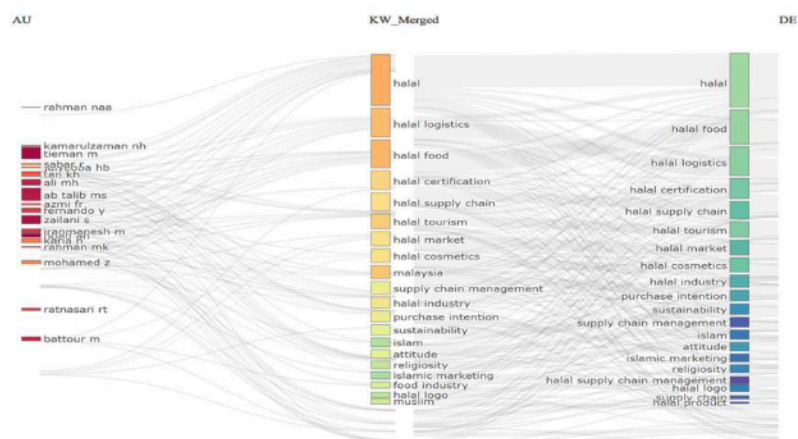 AU
KW_Merged
DE
rahman naa
kamarulzaman nh
tieman m
tan kh
ali mh
ab talib ms
azmi fr
fernando y
zailani s
iranmanesh m
karia n
rahman mk
mohamed z
ratnasari rt
battour m
halal
halal logistics
halal food
halal certification
halal supply chain
halal tourism
halal market
halal cosmetics
malaysia
supply chain management
halal industry
purchase intention
sustainability
islam
attitude
religiosity
islamic marketing
food industry
halal logo
muslim
halal
halal food
halal logistics
halal certification
halal supply chain
halal tourism
halal market
halal cosmetics
halal industry
purchase intention
sustainability
supply chain management
islam
attitude
islamic marketing
religiosity
halal supply chain management
halal logo
supply chain
halal product